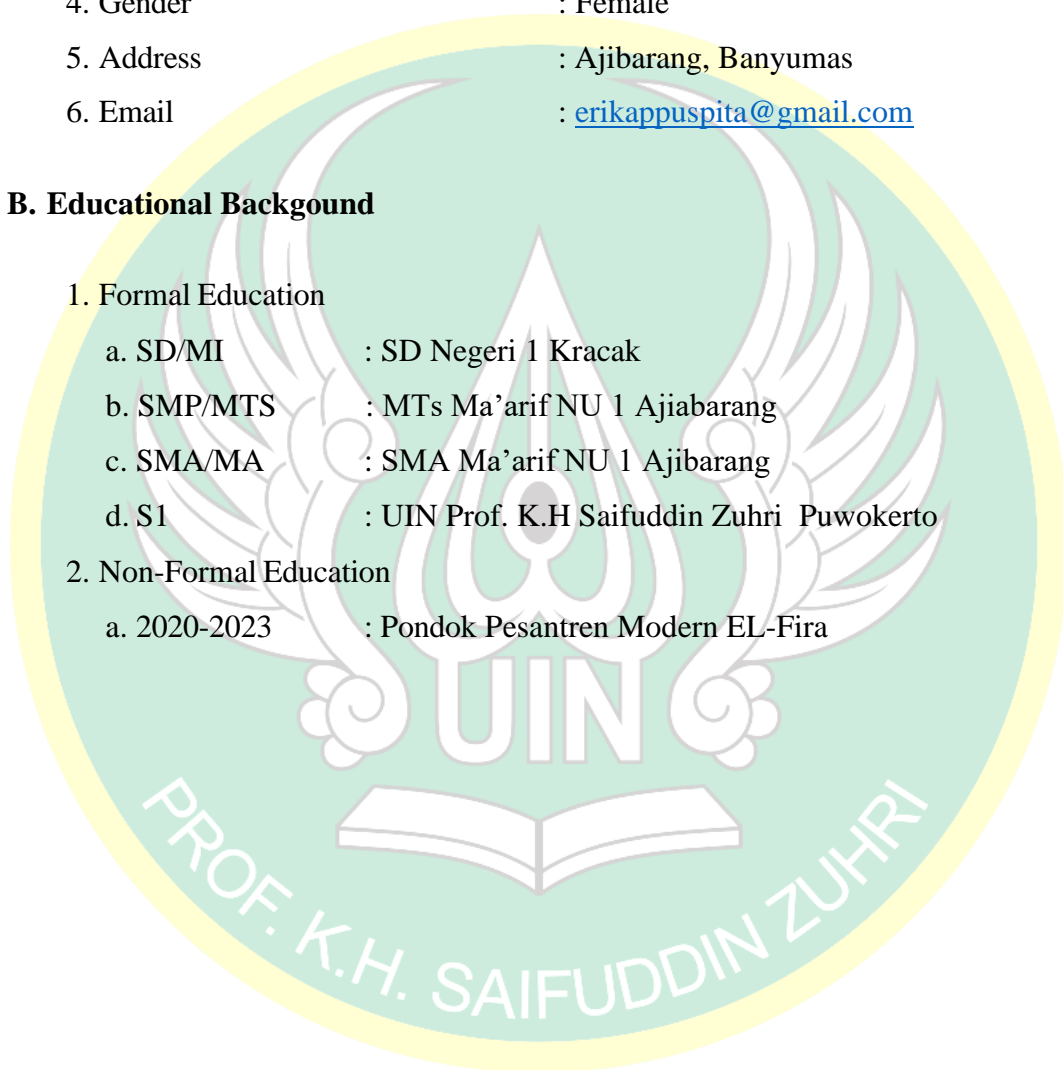 4. Gender : Female
5. Address : Ajibarang, Banyumas
6. Email : erikappuspita@gmail.com
B. Educational Backgound
1. Formal Education
a. SD/MI : SD Negeri 1 Kracak
b. SMP/MTS : MTs Ma’arif NU 1 Ajiabarang
c. SMA/MA : SMA Ma’arif NU 1 Ajibarang
d. S1 : UIN Prof. K.H Saifuddin Zuhri Puwokerto
2. Non-Formal Education
a. 2020-2023 : Pondok Pesantren Modern EL-Fira
UIN
PROF. K.H. SAIFUDDIN ZUHRI